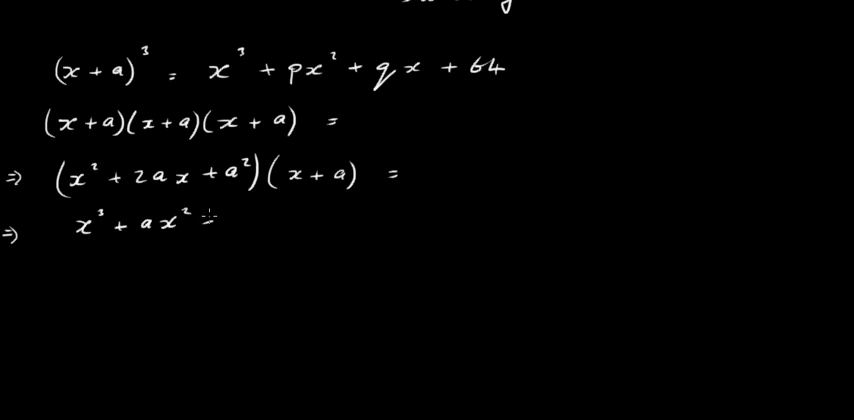 (x + a)³ = x³ + px² + qx + 64
(x + a)(x + a)(x + a) =
⇒ (x² + 2ax + a²)(x + a) =
⇒ x³ + ax²